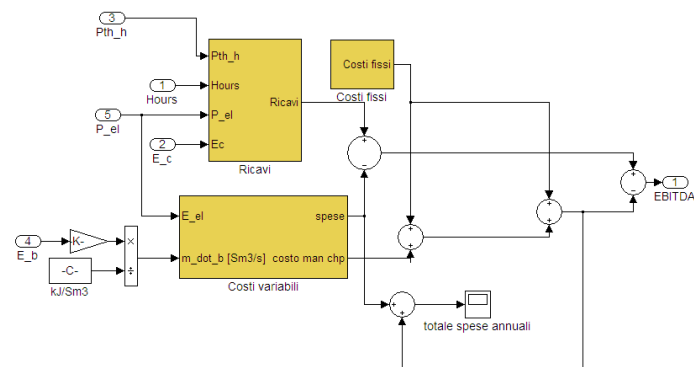 3
Pth_h
1
Hours
5
P_el
2
E_c
Pth_h
Hours
P_el
Ec
Ricavi
Ricavi
Costi fissi
Costi fissi
+
−
+
−
1
EBITDA
+
+
+
+
4
E_b
-K-
-C-
kJ/Sm3
×
÷
E_el
spese
m_dot_b [Sm3/s]
costo man chp
Costi variabili
+
+
totale spese annuali